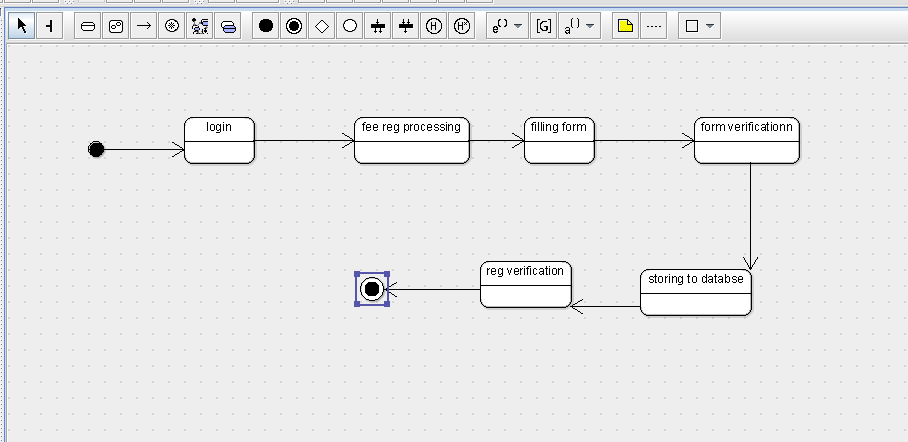 e()
[G]
a()
H
H*
login
fee reg processing
filling form
form verificationn
reg verification
storing to databse